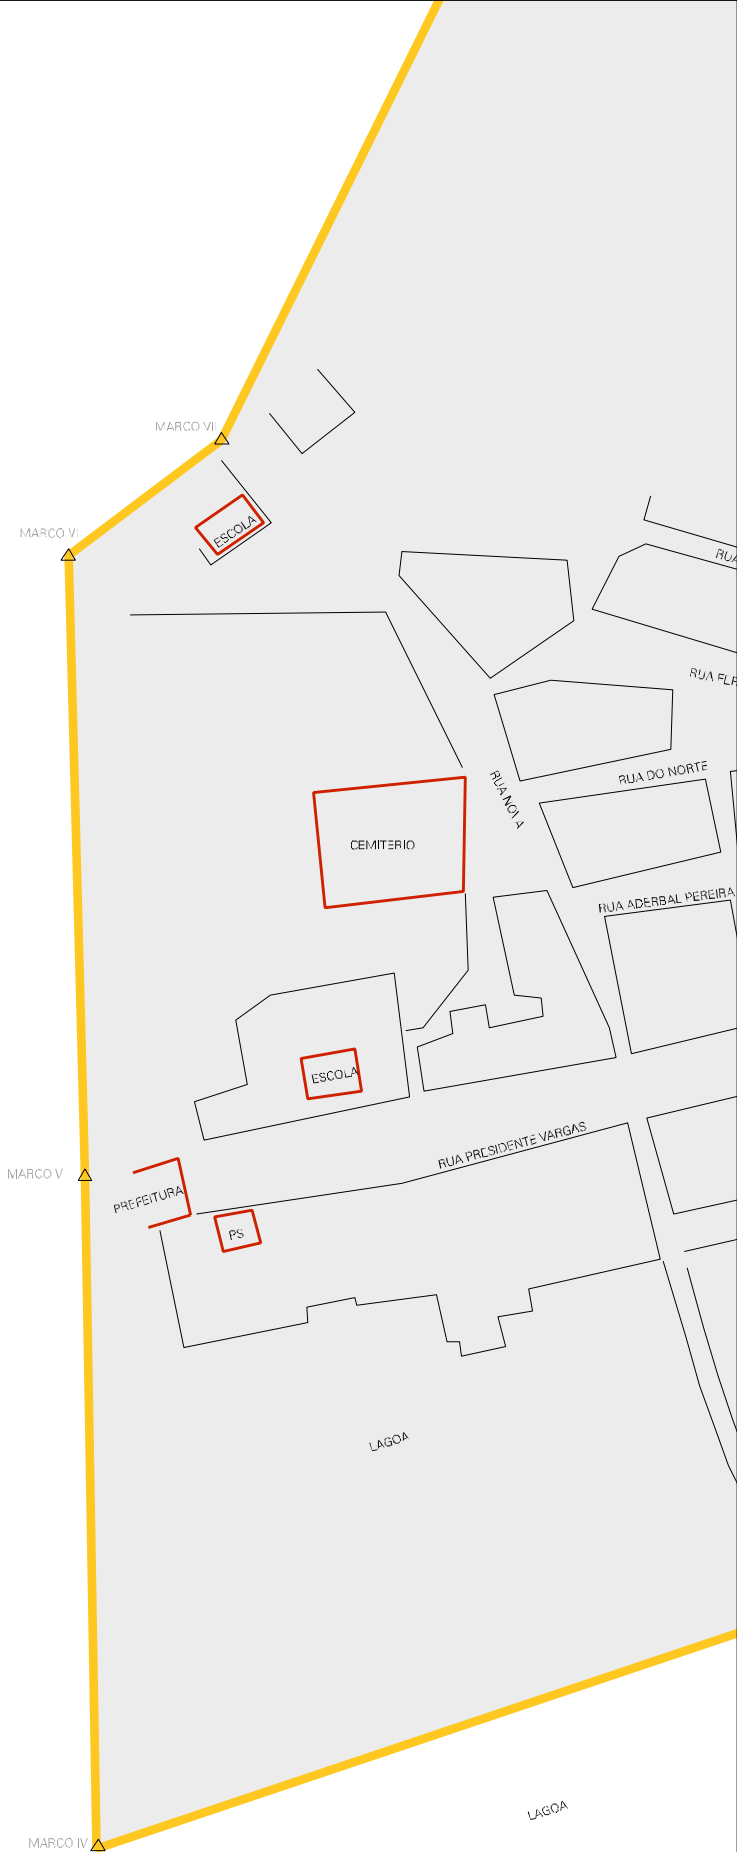 MARCO VII
MARCO VI
ESCOLA
RUA
RUA
RUA DO NORTE
RUA NOVA
CEMITERIO
RUA ADERBAL PEREIRA
ESCOLA
RUA PRESIDENTE VARGAS
MARCO V
PREFEITURA
PS
LAGOA
LAGOA
MARCO IV